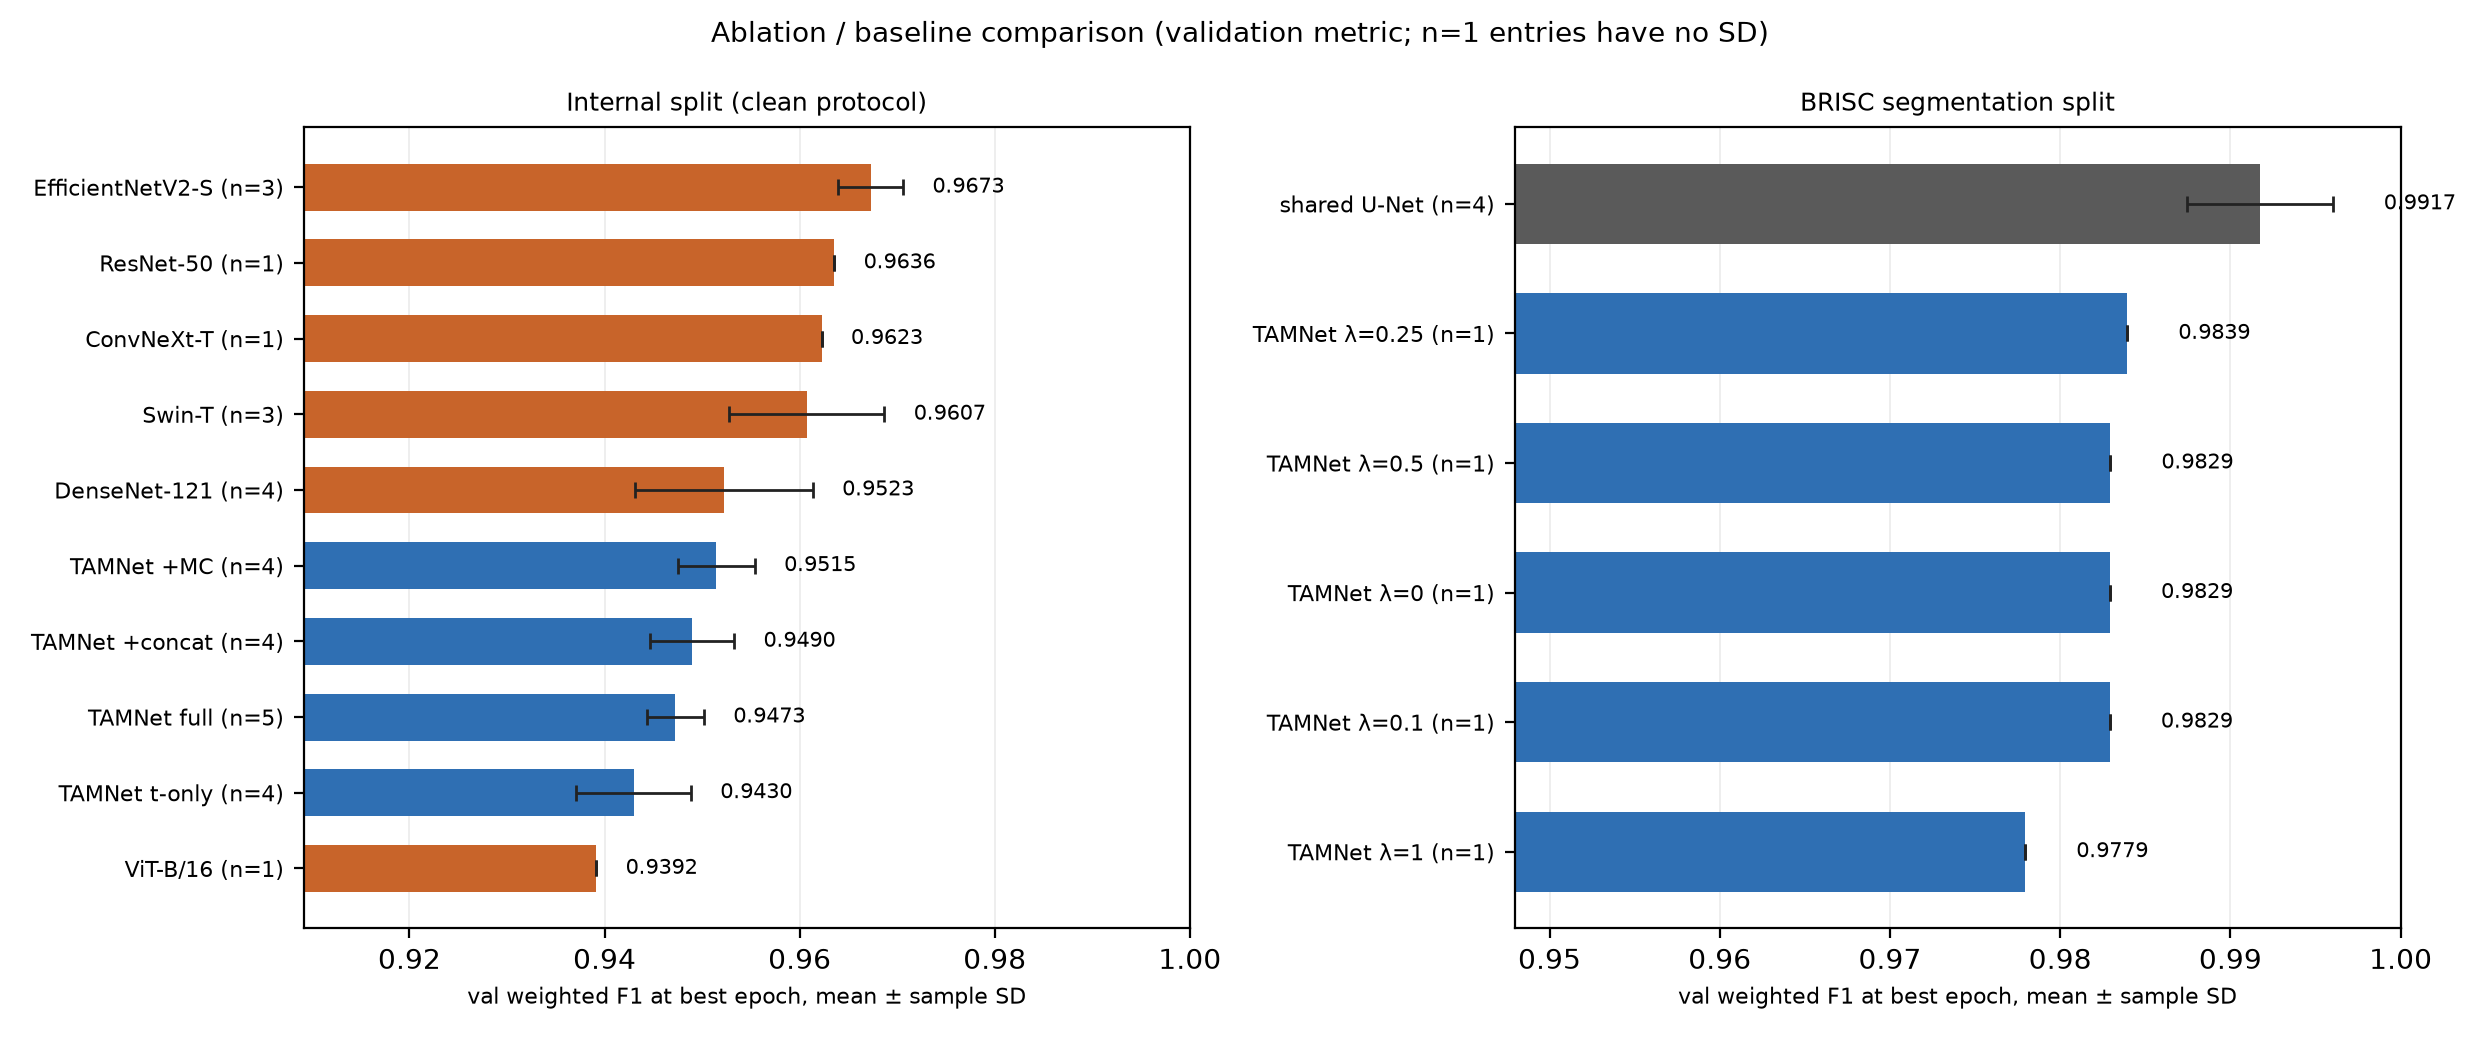 Ablation / baseline comparison (validation metric; n=1 entries have no SD)
Internal split (clean protocol)
EfficientNetV2-S (n=3)
0.9673
ResNet-50 (n=1)
0.9636
ConvNeXt-T (n=1)
0.9623
Swin-T (n=3)
0.9607
DenseNet-121 (n=4)
0.9523
TAMNet +MC (n=4)
0.9515
TAMNet +concat (n=4)
0.9490
TAMNet full (n=5)
0.9473
TAMNet t-only (n=4)
0.9430
ViT-B/16 (n=1)
0.9392
0.92 0.94 0.96 0.98 1.00
val weighted F1 at best epoch, mean ± sample SD
BRISC segmentation split
shared U-Net (n=4)
0.9917
TAMNet λ=0.25 (n=1)
0.9839
TAMNet λ=0.5 (n=1)
0.9829
TAMNet λ=0 (n=1)
0.9829
TAMNet λ=0.1 (n=1)
0.9829
TAMNet λ=1 (n=1)
0.9779
0.95 0.96 0.97 0.98 0.99 1.00
val weighted F1 at best epoch, mean ± sample SD